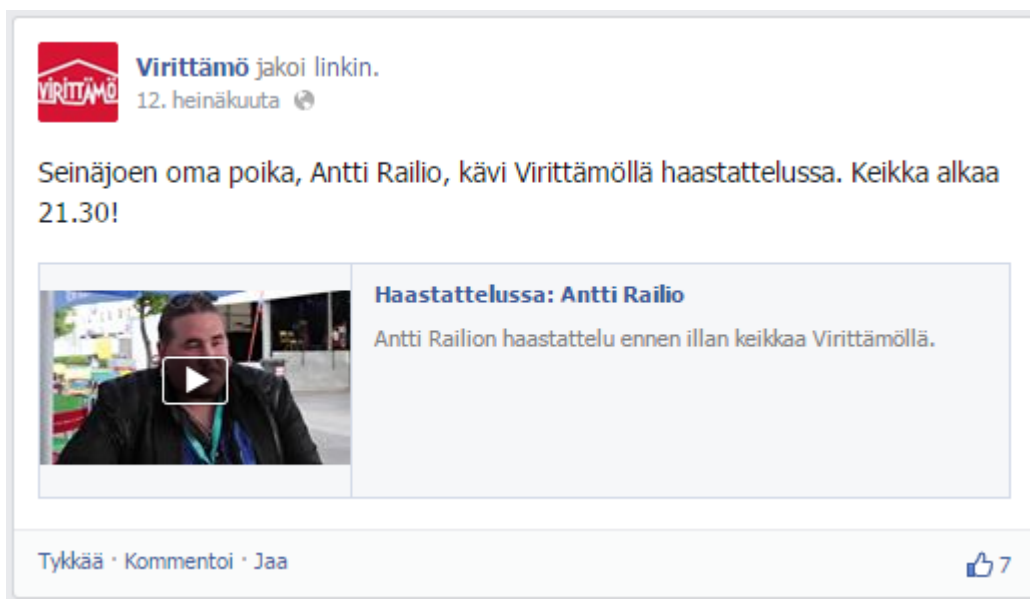 VIRITTÄMÖ
Virittämö jakoi linkin.
12. heinäkuuta
Seinäjoen oma poika, Antti Railio, kävi Virittämöllä haastattelussa. Keikka alkaa
21.30!
Haastattelussa: Antti Railio
Antti Railion haastattelu ennen illan keikkaa Virittämöllä.
Tykkää · Kommentoi · Jaa
7